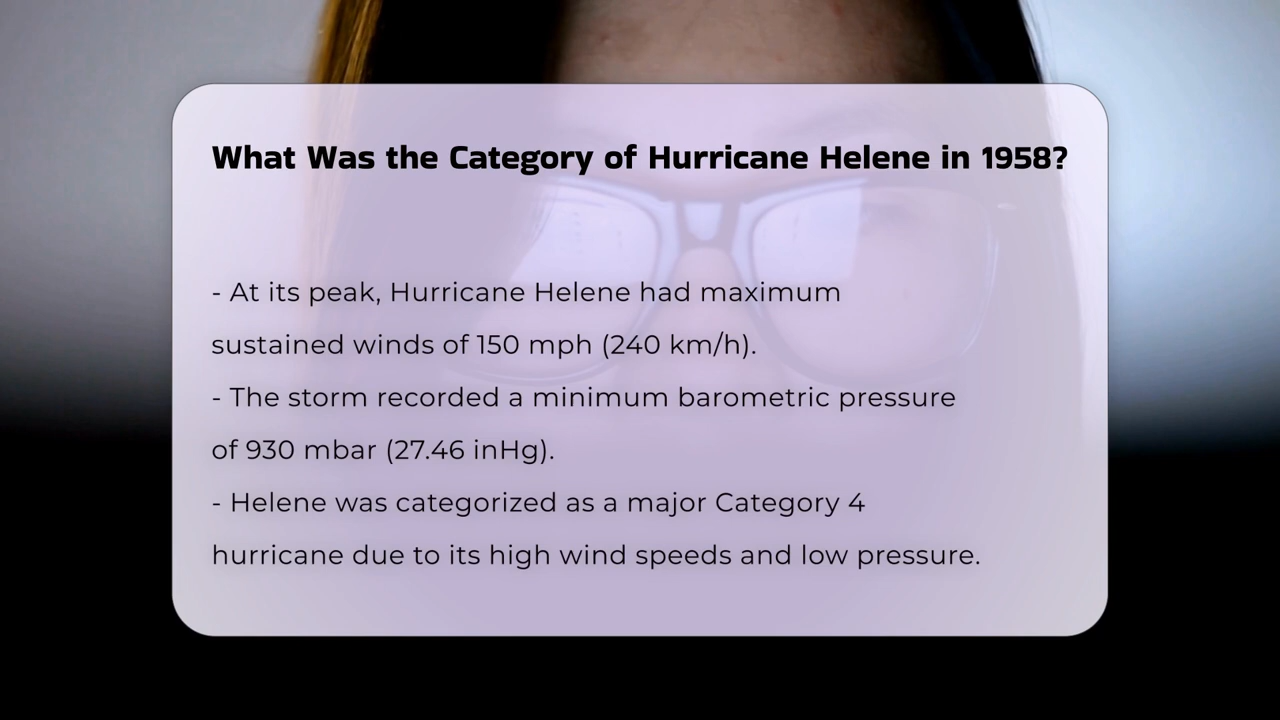 What Was the Category of Hurricane Helene in 1958?
- At its peak, Hurricane Helene had maximum
sustained winds of 150 mph (240 km/h).
- The storm recorded a minimum barometric pressure
of 930 mbar (27.46 inHg).
- Helene was categorized as a major Category 4
hurricane due to its high wind speeds and low pressure.